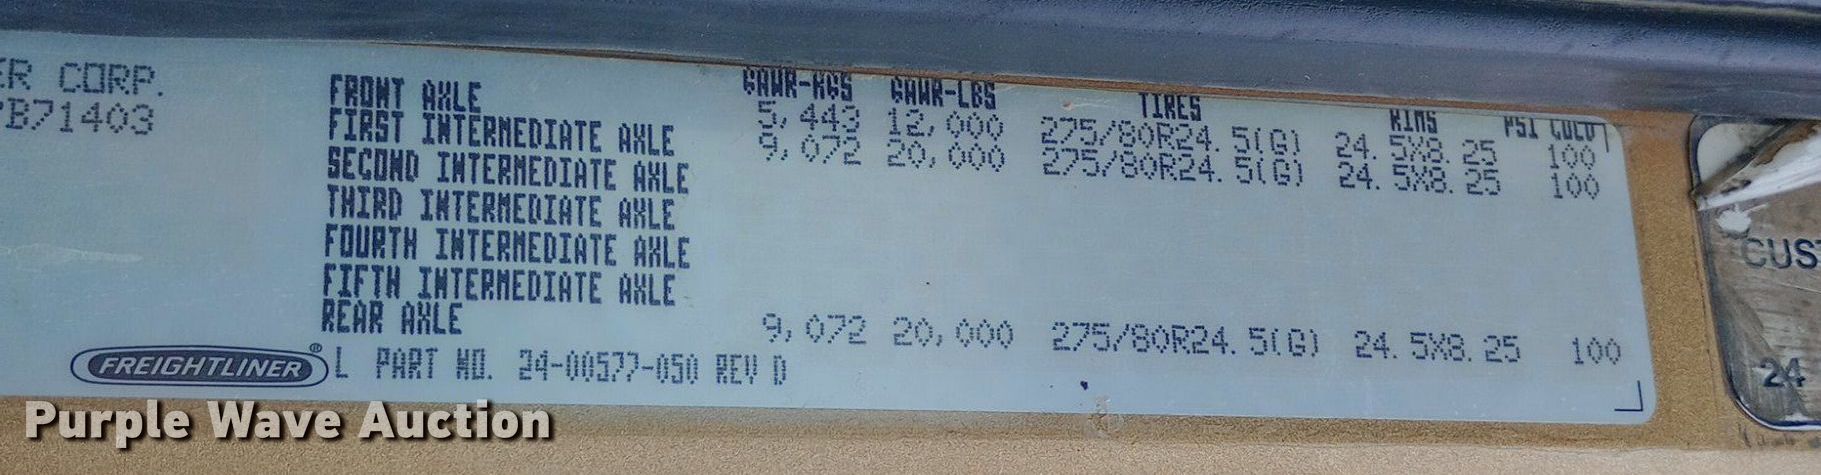 ER CORP.
B71403
GAWR-KGS GAWR-LBS TIRES RIMS PSI COLD
FRONT AXLE 5,443 12,000 275/80R24.5(G) 24.5X8.25 100
FIRST INTERMEDIATE AXLE 9,072 20,000 275/80R24.5(G) 24.5X8.25 100
SECOND INTERMEDIATE AXLE
THIRD INTERMEDIATE AXLE
FOURTH INTERMEDIATE AXLE
FIFTH INTERMEDIATE AXLE
REAR AXLE 9,072 20,000 275/80R24.5(G) 24.5X8.25 100
FREIGHTLINER® L PART NO. 24-00577-050 REV D
CUS
24
Purple Wave Auction